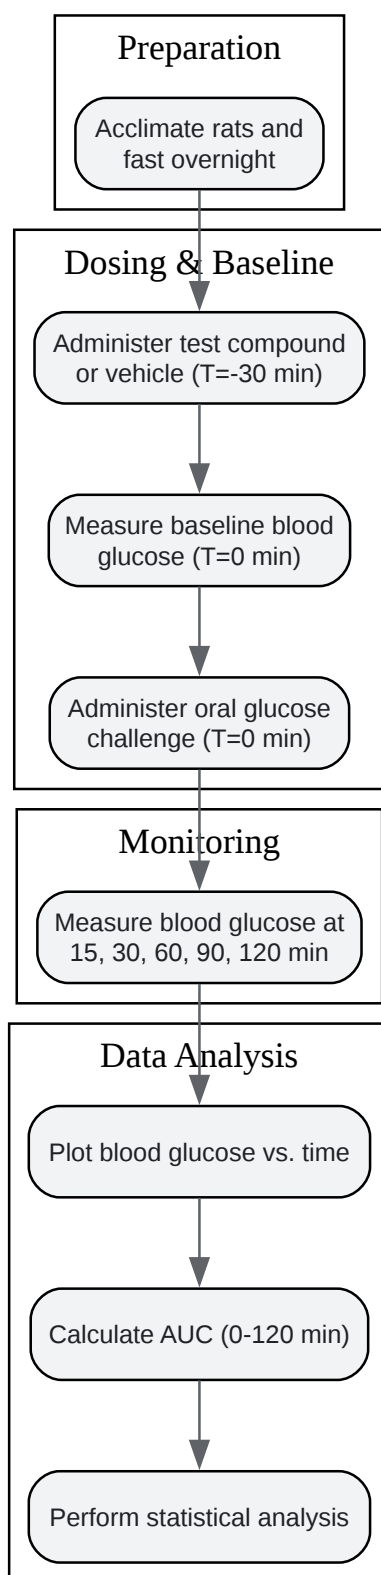 Preparation
Acclimate rats and
fast overnight
Dosing & Baseline
Administer test compound
or vehicle (T=-30 min)
Measure baseline blood
glucose (T=0 min)
Administer oral glucose
challenge (T=0 min)
Monitoring
Measure blood glucose at
15, 30, 60, 90, 120 min
Data Analysis
Plot blood glucose vs. time
Calculate AUC (0-120 min)
Perform statistical analysis